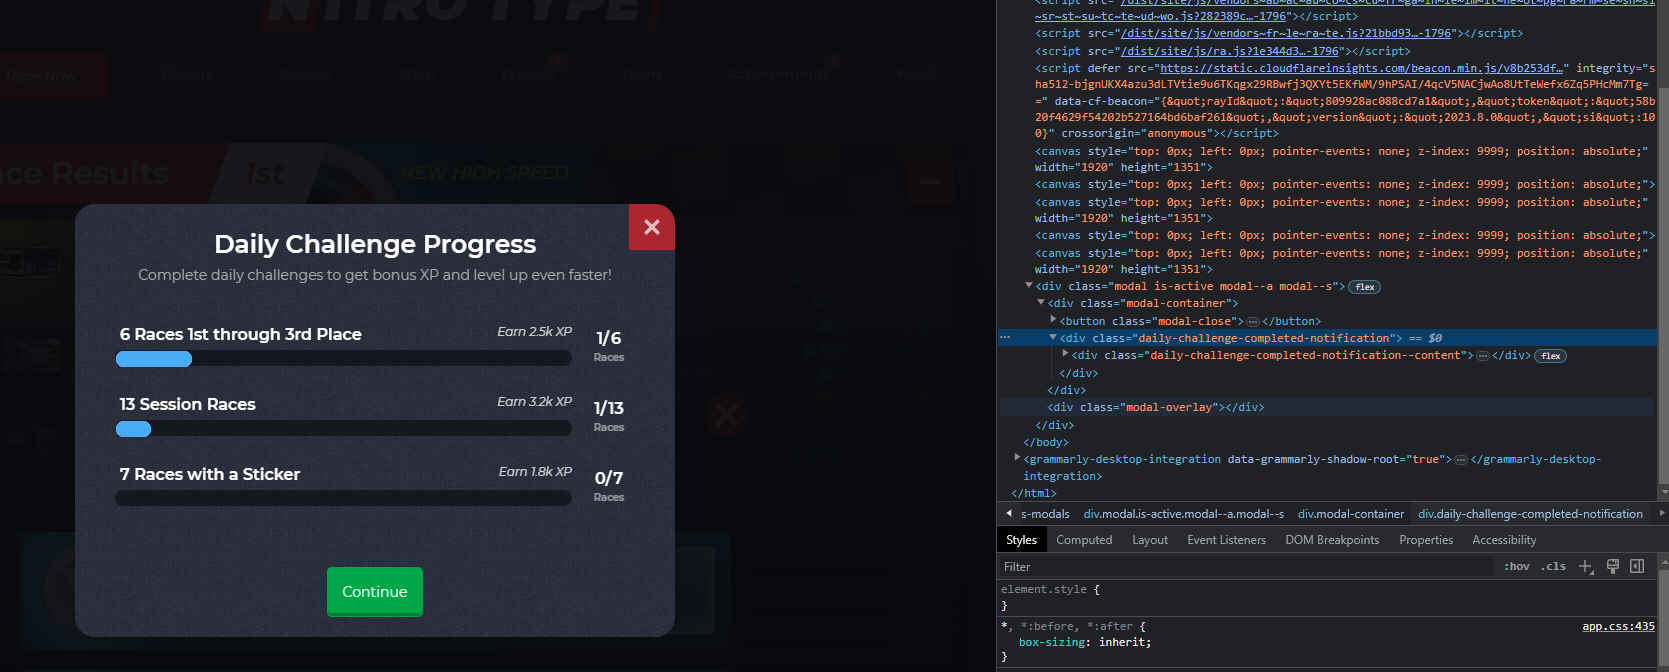 NITRO TYPE
Race Now
Garage
Season
Shop
Friends
1
Team
Achievements
2
News
ce Results
1st
NEW HIGH SPEED
Daily Challenge Progress
Complete daily challenges to get bonus XP and level up even faster!
6 Races 1st through 3rd Place
Earn 2.5k XP
1/6
Races
13 Session Races
Earn 3.2k XP
1/13
Races
7 Races with a Sticker
Earn 1.8k XP
0/7
Races
Continue
~sr~st~su~tc~te~ud~wo.js?282389c…-1796"></script>
<script src="/dist/site/js/vendors~fr~le~ra~te.js?21bbd93…-1796"></script>
<script src="/dist/site/js/ra.js?1e344d3…-1796"></script>
<script defer src="https://static.cloudflareinsights.com/beacon.min.js/v8b253df…" integrity="s
ha512-bjgnUKX4azu3dLTVtie9u6TKqgx29RBwfj3QXYt5EKfWM/9hPSAI/4qcV5NACjwAo8UtTeWefx6Zq5PHcMm7Tg=
=" data-cf-beacon="{&quot;rayId&quot;:&quot;809928ac088cd7a1&quot;,&quot;token&quot;:&quot;58b
20f4629f54202b527164bd6baf261&quot;,&quot;version&quot;:&quot;2023.8.0&quot;,&quot;si&quot;:10
0}" crossorigin="anonymous"></script>
<canvas style="top: 0px; left: 0px; pointer-events: none; z-index: 9999; position: absolute;"
width="1920" height="1351">
<canvas style="top: 0px; left: 0px; pointer-events: none; z-index: 9999; position: absolute;">
<canvas style="top: 0px; left: 0px; pointer-events: none; z-index: 9999; position: absolute;"
width="1920" height="1351">
<canvas style="top: 0px; left: 0px; pointer-events: none; z-index: 9999; position: absolute;">
<canvas style="top: 0px; left: 0px; pointer-events: none; z-index: 9999; position: absolute;"
width="1920" height="1351">
<div class="modal is-active modal--a modal--s"> flex
<div class="modal-container">
<button class="modal-close">…</button>
<div class="daily-challenge-completed-notification"> == $0
<div class="daily-challenge-completed-notification--content">…</div> flex
</div>
</div>
<div class="modal-overlay"></div>
</div>
</body>
<grammarly-desktop-integration data-grammarly-shadow-root="true">…</grammarly-desktop-
integration>
</html>
s-modals div.modal.is-active.modal--a.modal--s div.modal-container div.daily-challenge-completed-notification
Styles Computed Layout Event Listeners DOM Breakpoints Properties Accessibility
Filter :hov .cls
element.style {
}
*, *:before, *:after { app.css:435
box-sizing: inherit;
}